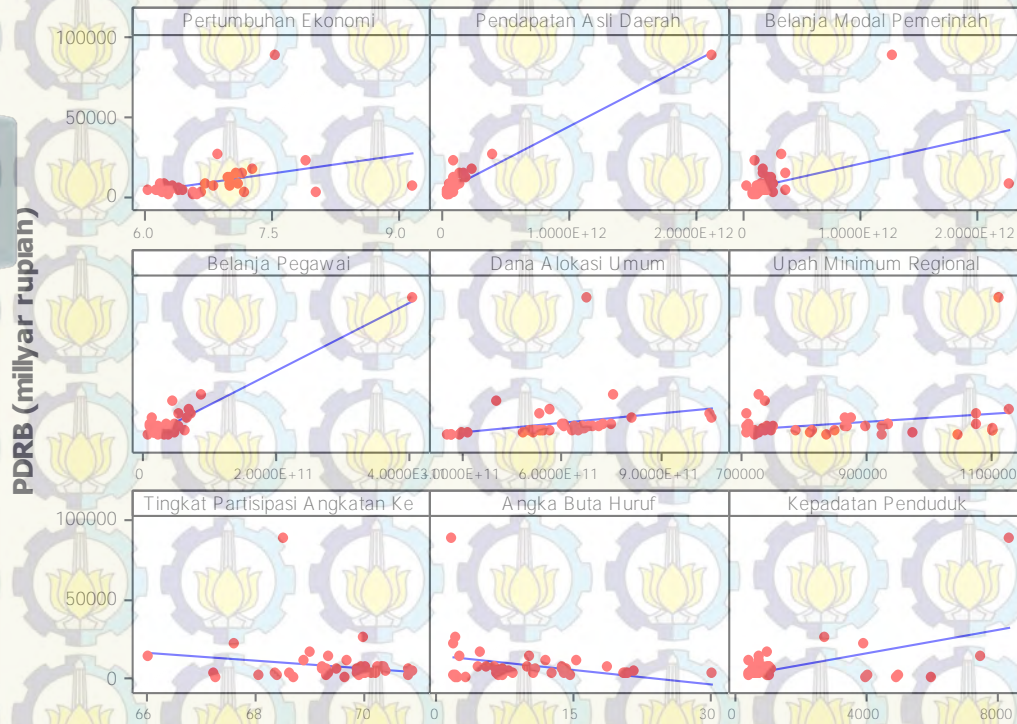 Pertumbuhan Ekonomi Pendapatan Asli Daerah Belanja Modal Pemerintah
100000
50000
0
6.0 7.5 9.0 0 1.0000E+12 2.0000E+12 0 1.0000E+12 2.0000E+12
Belanja Pegawai Dana Alokasi Umum Upah Minimum Regional
PDRB (millyar rupiah)
0 2.0000E+11 4.0000E+11 6.0000E+11 9.0000E+11 700000 900000 1100000
Tingkat Partisipasi Angkatan Ke Angka Buta Huruf Kepadatan Penduduk
100000
50000
0
66 68 70 0 15 30 0 4000 8000